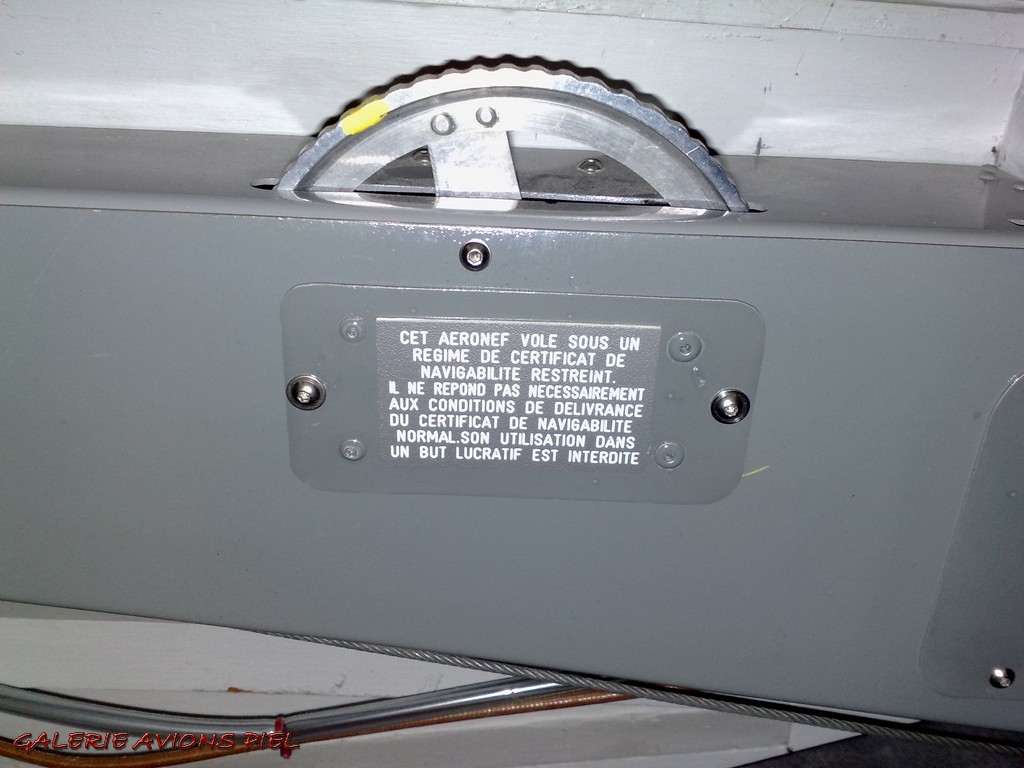 CET AERONEF VOLE SOUS UN
REGIME DE CERTIFICAT DE
NAVIGABILITE RESTREINT.
IL NE REPOND PAS NECESSAIREMENT
AUX CONDITIONS DE DELIVRANCE
DU CERTIFICAT DE NAVIGABILITE
NORMAL.SON UTILISATION DANS
UN BUT LUCRATIF EST INTERDITE
GALERIE AVIONS PIEL